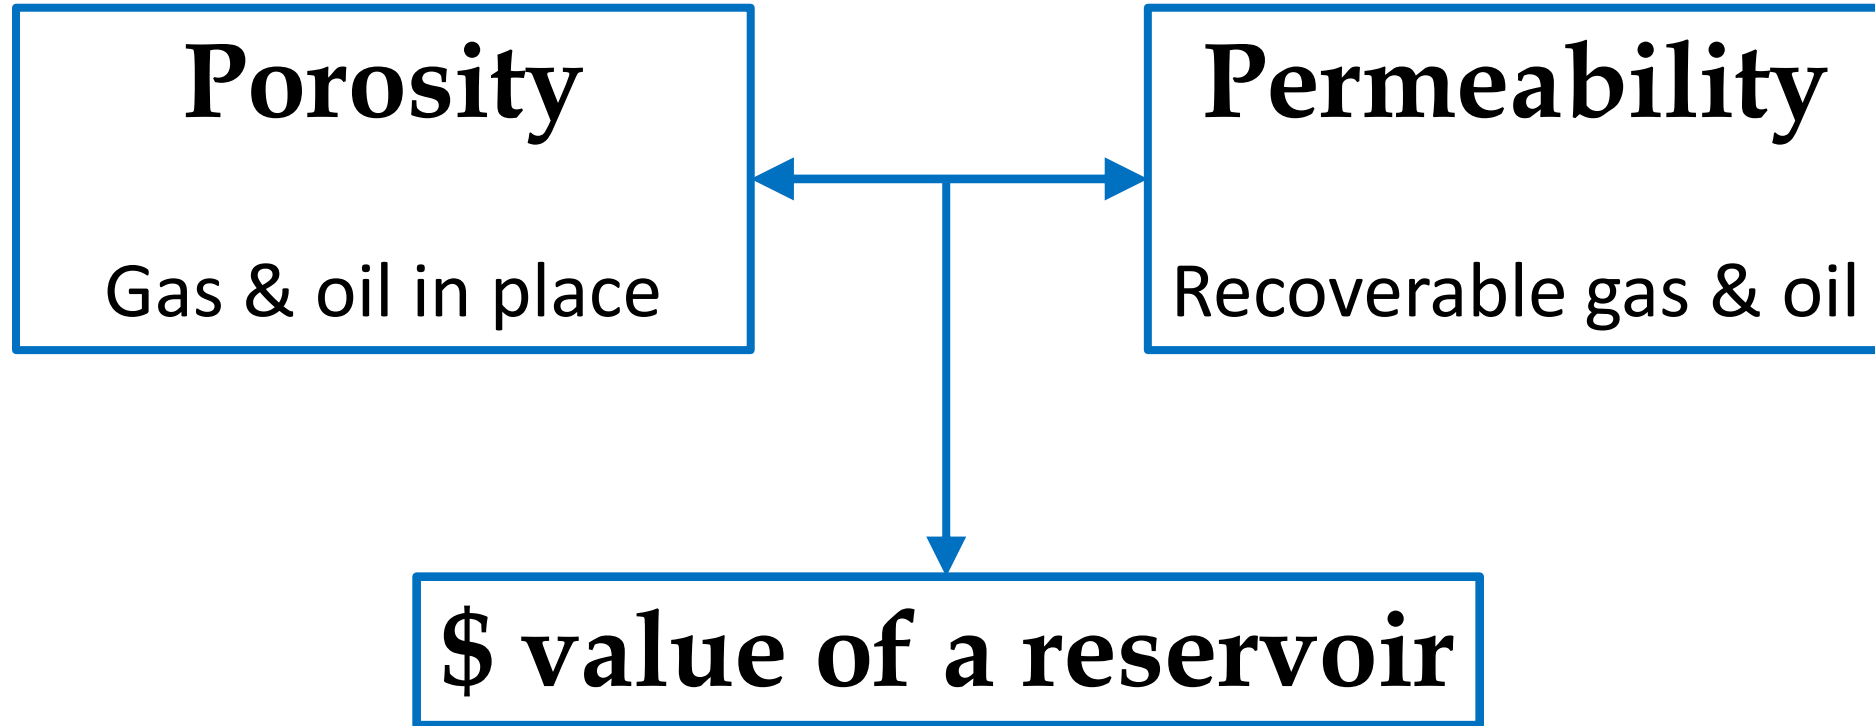 Porosity
Gas & oil in place
Permeability
Recoverable gas & oil
$ value of a reservoir